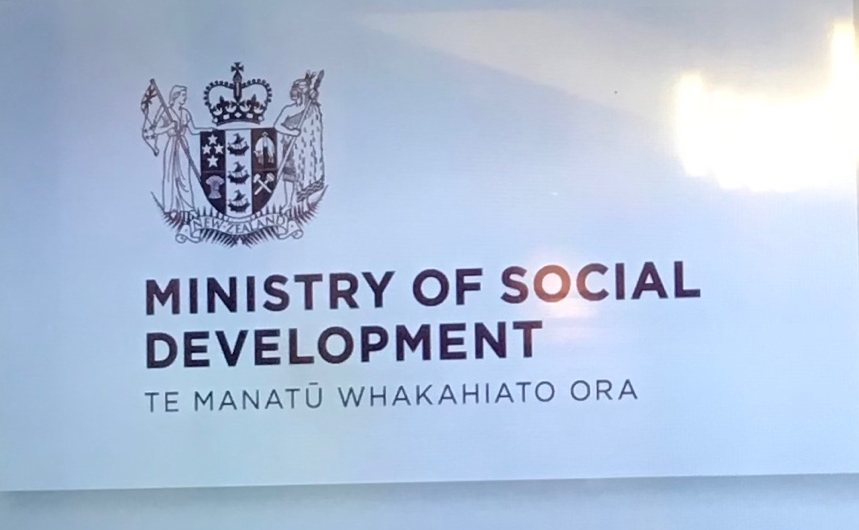 NEW ZEALAND
MINISTRY OF SOCIAL
DEVELOPMENT
TE MANATŪ WHAKAHIATO ORA